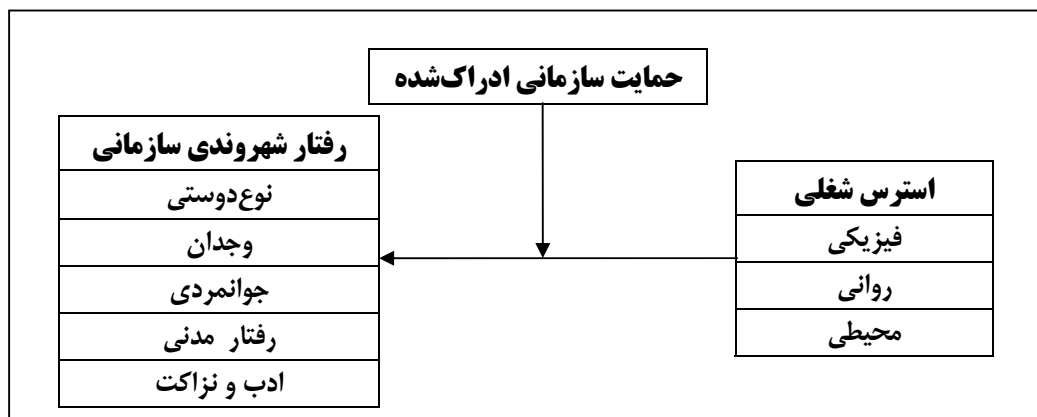 حمایت سازمانی ادراک‌شده
استرس شغلی
فیزیکی
روانی
محیطی
رفتار شهروندی سازمانی
نوع‌دوستی
وجدان
جوانمردی
رفتار مدنی
ادب و نزاکت